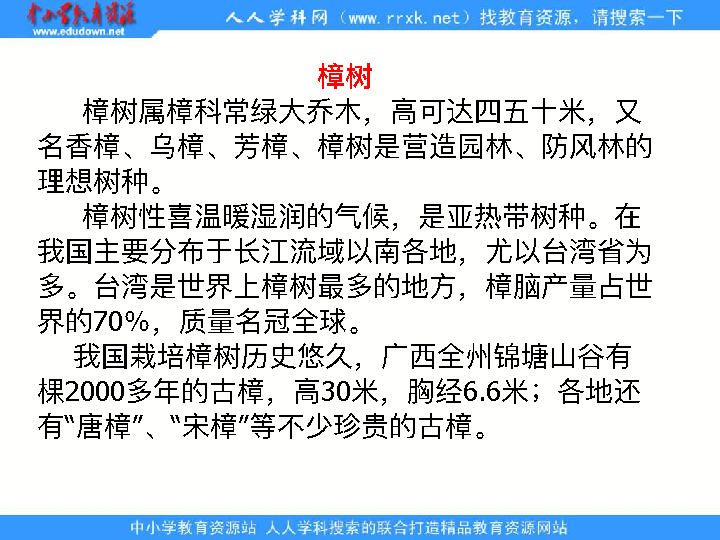 中小学教育资源
www.edudown.net
人人学科网（www.rrxk.net）找教育资源，请搜索一下
樟树
樟树属樟科常绿大乔木，高可达四五十米，又
名香樟、乌樟、芳樟、樟树是营造园林、防风林的
理想树种。
樟树性喜温暖湿润的气候，是亚热带树种。在
我国主要分布于长江流域以南各地，尤以台湾省为
多。台湾是世界上樟树最多的地方，樟脑产量占世
界的70%，质量名冠全球。
我国栽培樟树历史悠久，广西全州锦塘山谷有
棵2000多年的古樟，高30米，胸经6.6米；各地还
有“唐樟”、“宋樟”等不少珍贵的古樟。
中小学教育资源站 人人学科搜索的联合打造精品教育资源网站